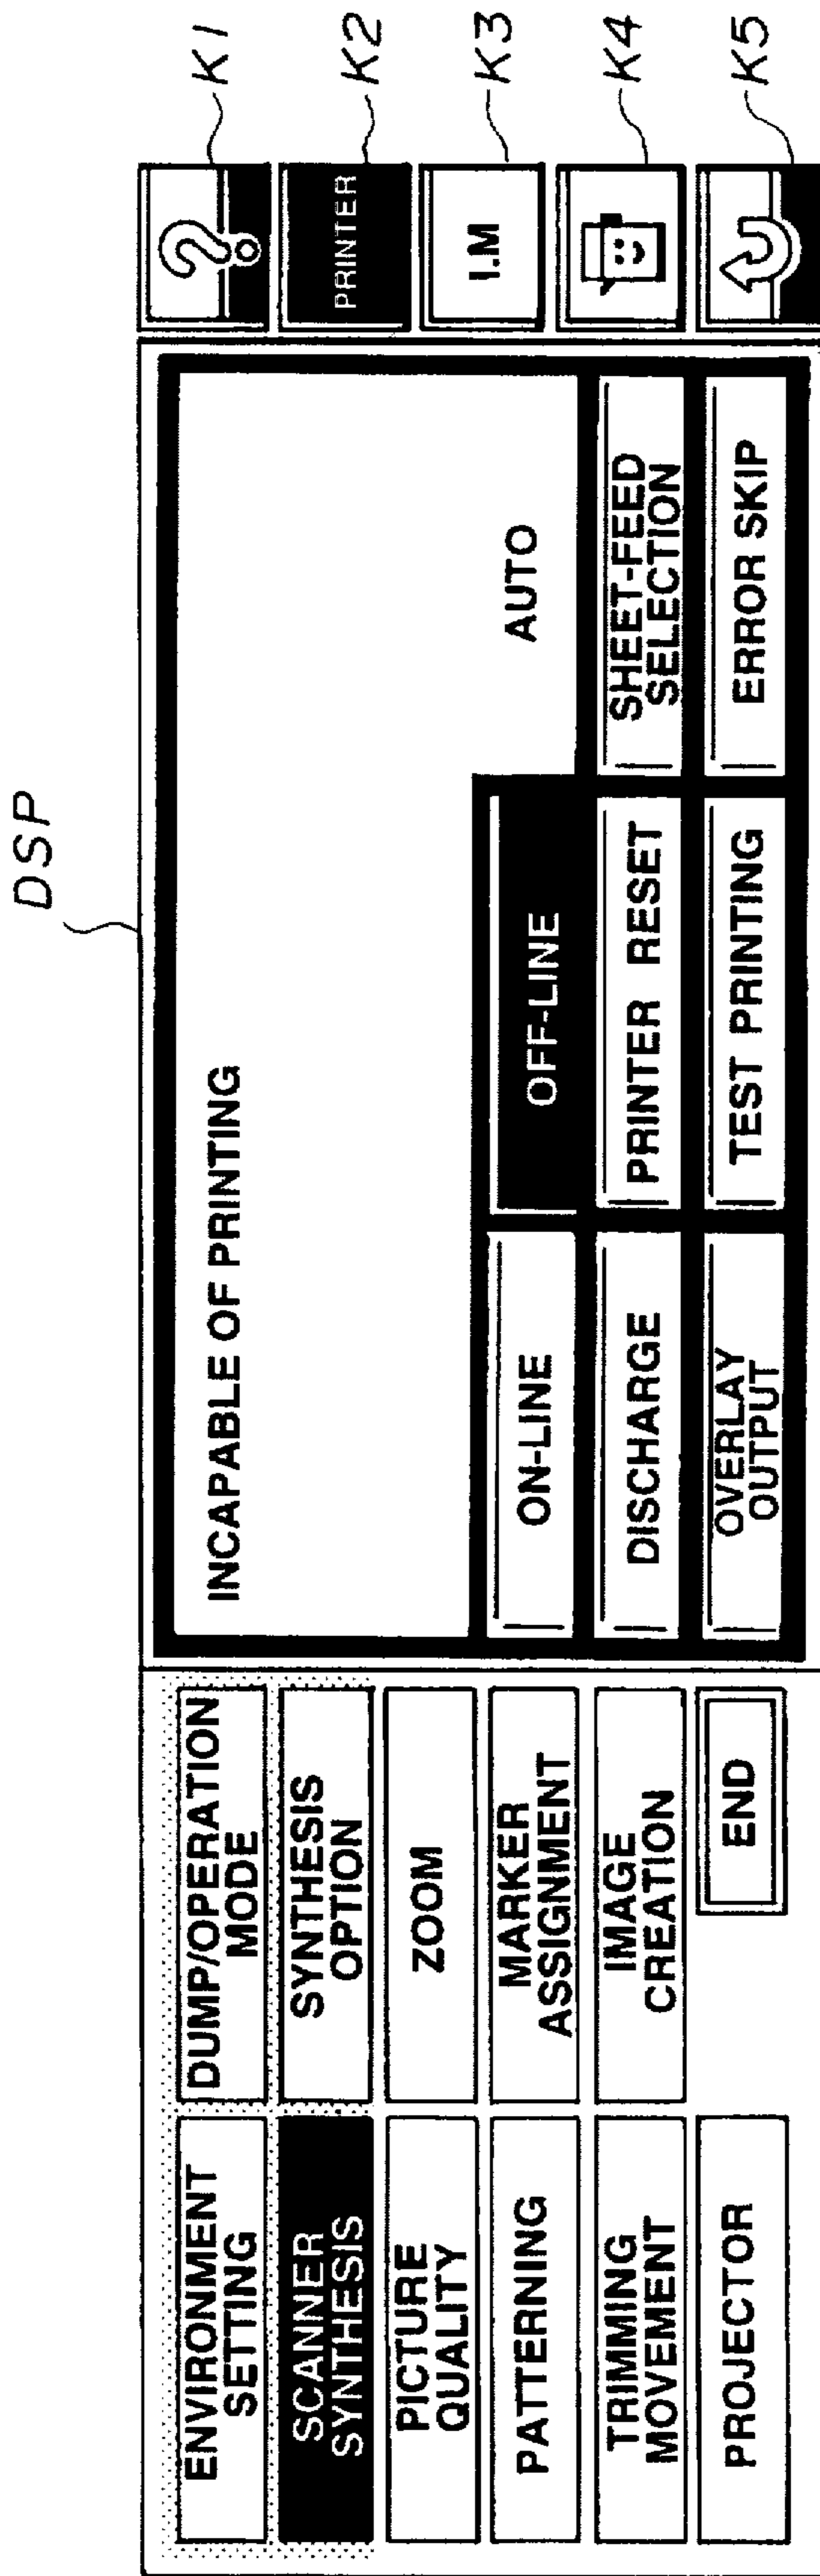 DSP
ENVIRONMENT
SETTING
DUMP/OPERATION
MODE
SCANNER
SYNTHESIS
SYNTHESIS
OPTION
PICTURE
QUALITY
ZOOM
PATTERNING
MARKER
ASSIGNMENT
TRIMMING
MOVEMENT
IMAGE
CREATION
PROJECTOR
END
INCAPABLE OF PRINTING
ON-LINE
OFF-LINE
AUTO
DISCHARGE
PRINTER RESET
SHEET-FEED
SELECTION
OVERLAY
OUTPUT
TEST PRINTING
ERROR SKIP
?
K1
PRINTER
K2
I.M
K3
K4
K5